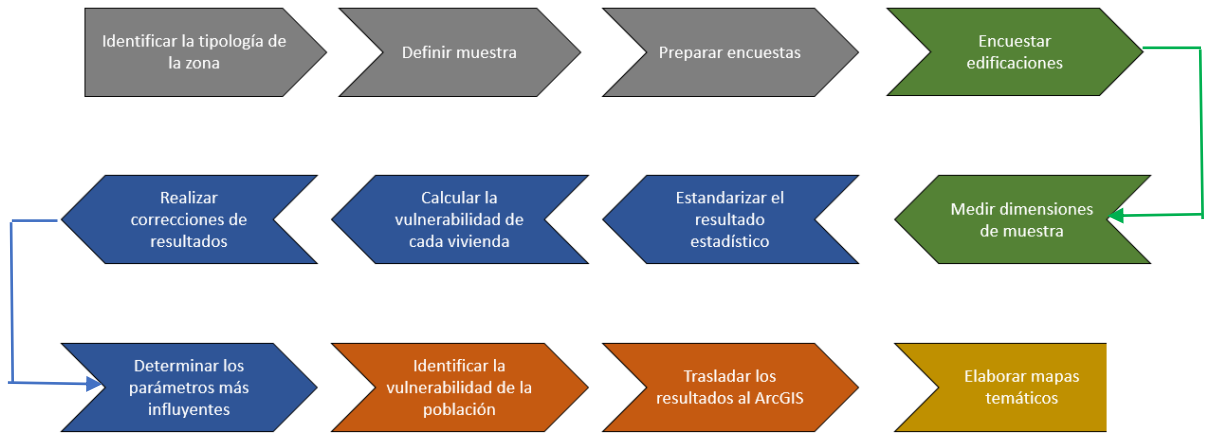 Identificar la tipología de
la zona
Definir muestra
Preparar encuestas
Encuestar
edificaciones
Medir dimensiones
de muestra
Estandarizar el
resultado
estadístico
Calcular la
vulnerabilidad de
cada vivienda
Realizar
correcciones de
resultados
Determinar los
parámetros más
influyentes
Identificar la
vulnerabilidad de la
población
Trasladar los
resultados al ArcGIS
Elaborar mapas
temáticos